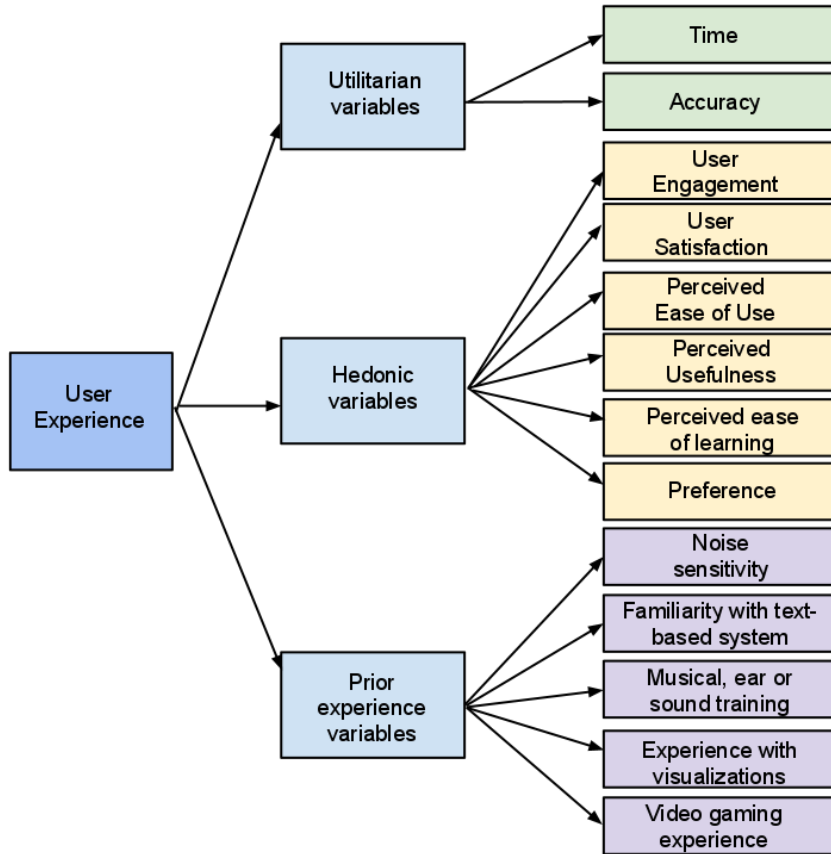 User
Experience
Utilitarian
variables
Time
Accuracy
Hedonic
variables
User
Engagement
User
Satisfaction
Perceived
Ease of Use
Perceived
Usefulness
Perceived ease
of learning
Preference
Prior
experience
variables
Noise
sensitivity
Familiarity with text-
based system
Musical, ear or
sound training
Experience with
visualizations
Video gaming
experience